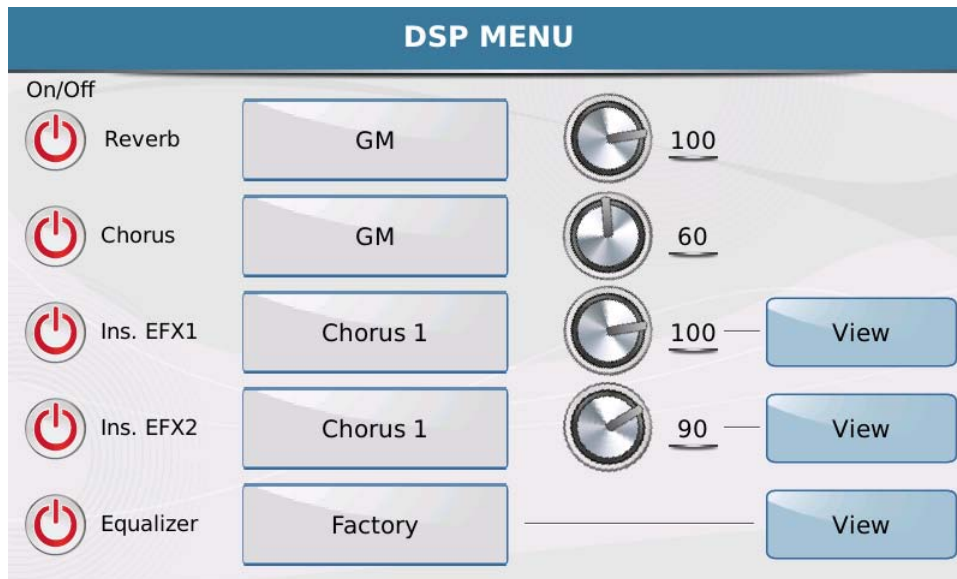 DSP MENU
On/Off
Reverb GM 100
Chorus GM 60
Ins. EFX1 Chorus 1 100 View
Ins. EFX2 Chorus 1 90 View
Equalizer Factory View